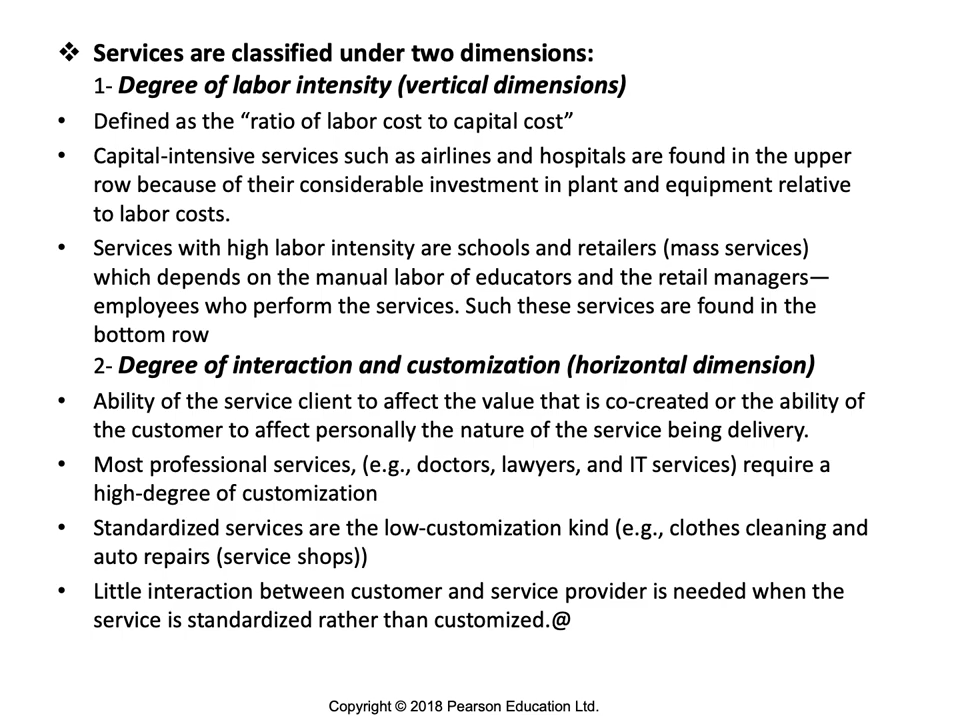 ❖ Services are classified under two dimensions:
1- Degree of labor intensity (vertical dimensions)
• Defined as the “ratio of labor cost to capital cost”
• Capital-intensive services such as airlines and hospitals are found in the upper
row because of their considerable investment in plant and equipment relative
to labor costs.
• Services with high labor intensity are schools and retailers (mass services)
which depends on the manual labor of educators and the retail managers—
employees who perform the services. Such these services are found in the
bottom row
2- Degree of interaction and customization (horizontal dimension)
• Ability of the service client to affect the value that is co-created or the ability of
the customer to affect personally the nature of the service being delivery.
• Most professional services, (e.g., doctors, lawyers, and IT services) require a
high-degree of customization
• Standardized services are the low-customization kind (e.g., clothes cleaning and
auto repairs (service shops))
• Little interaction between customer and service provider is needed when the
service is standardized rather than customized.@
Copyright © 2018 Pearson Education Ltd.